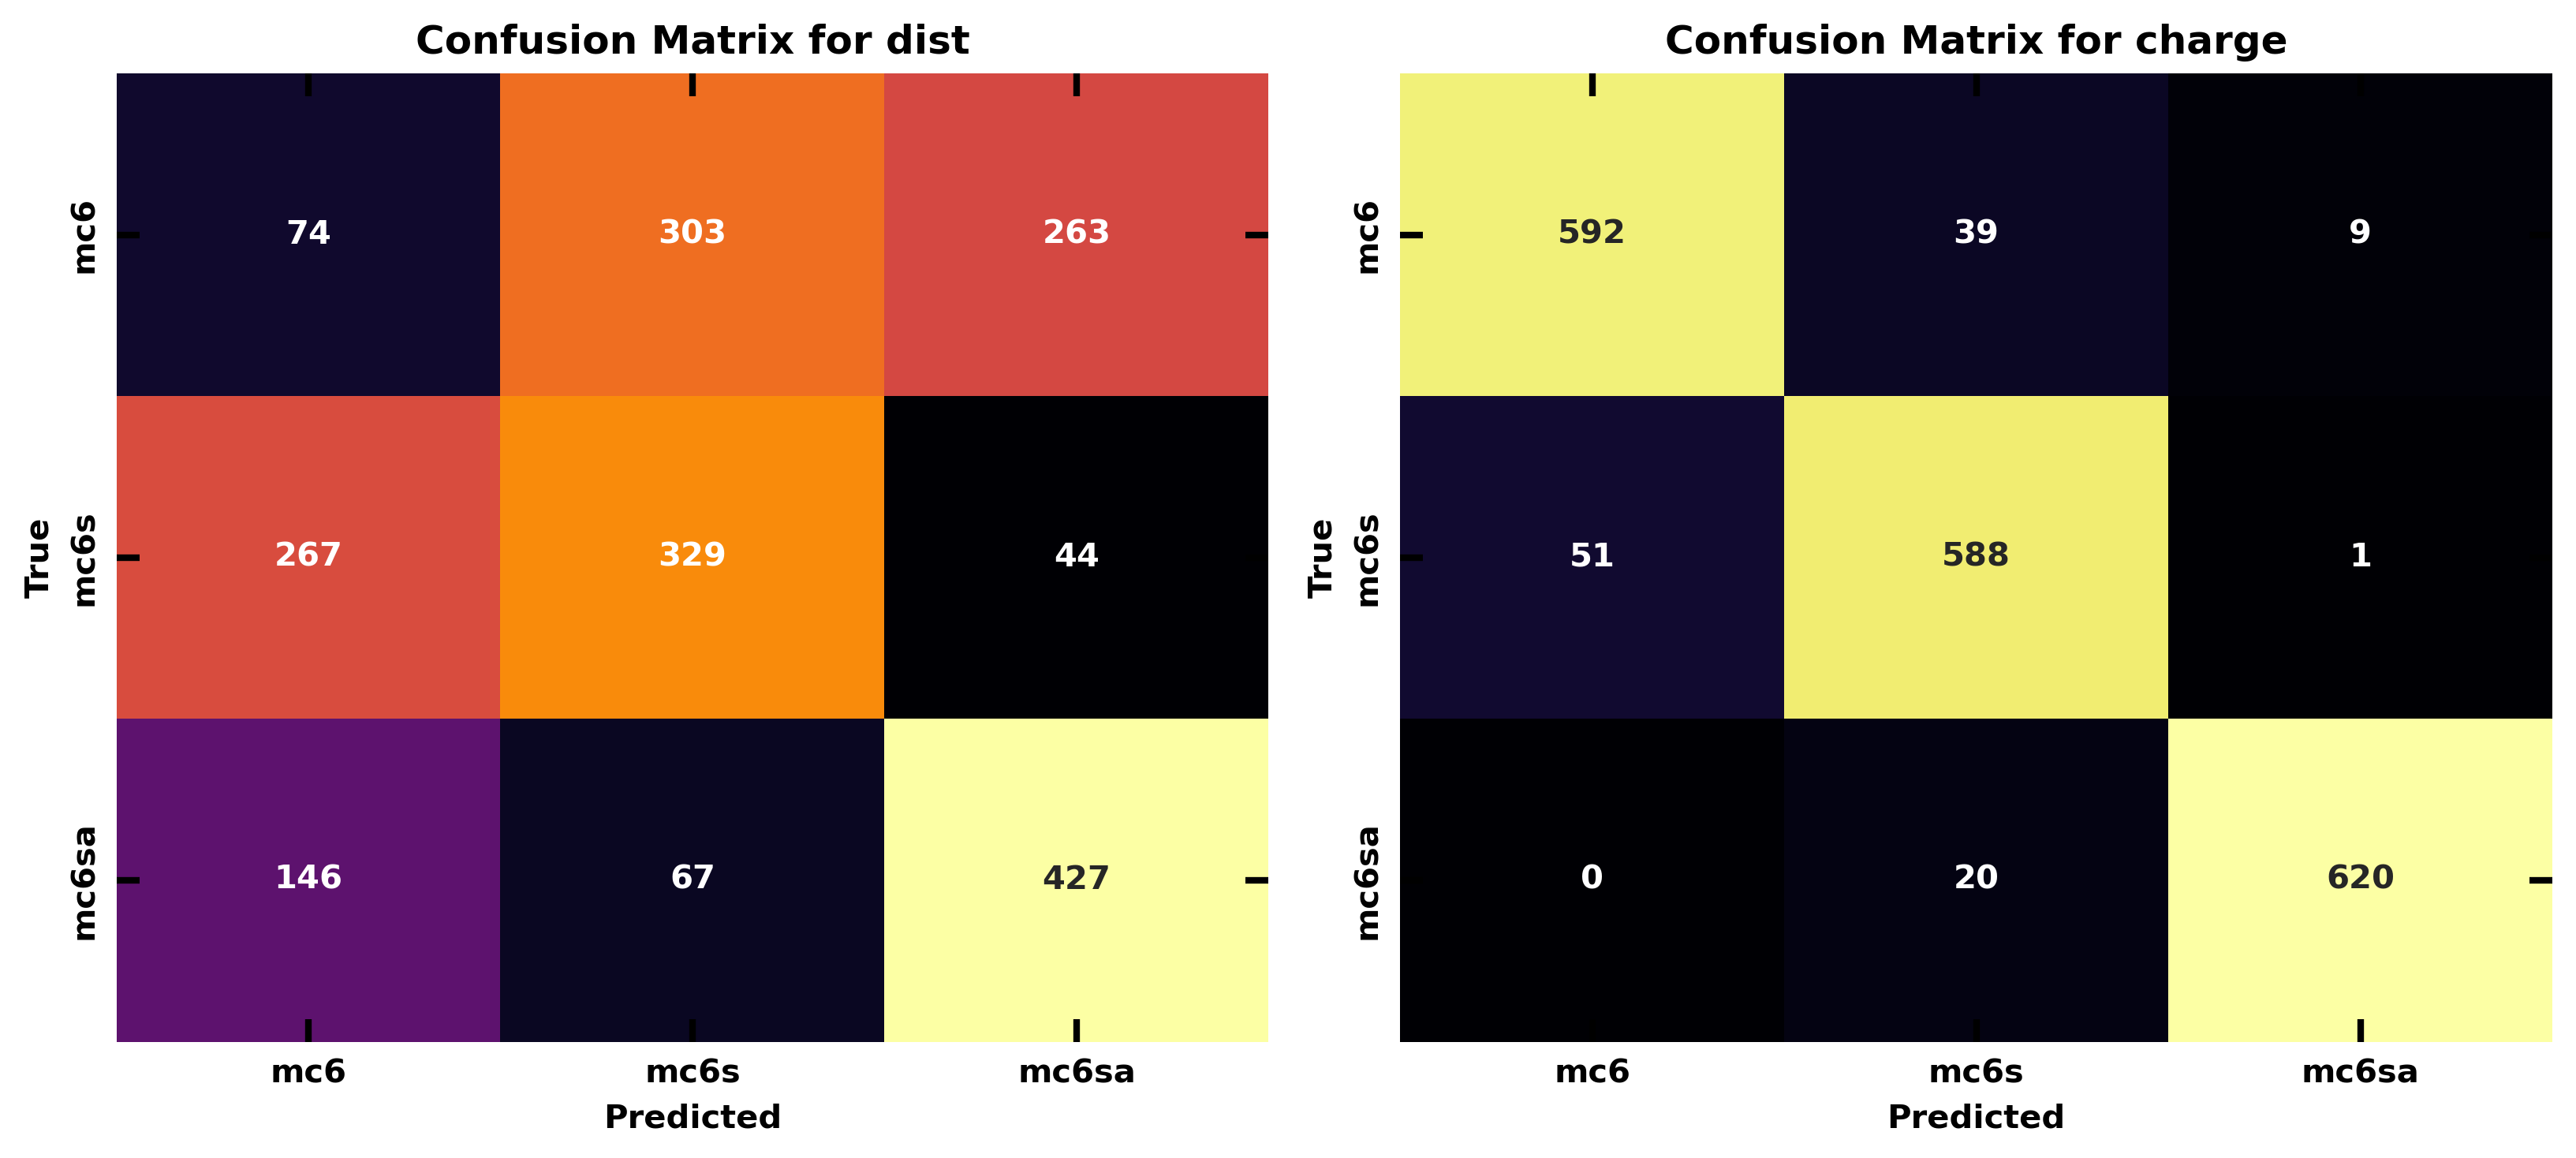 Confusion Matrix for dist
True
mc6
74 303 263
mc6s
267 329 44
mc6sa
146 67 427
mc6 mc6s mc6sa
Predicted
Confusion Matrix for charge
True
mc6
592 39 9
mc6s
51 588 1
mc6sa
0 20 620
mc6 mc6s mc6sa
Predicted